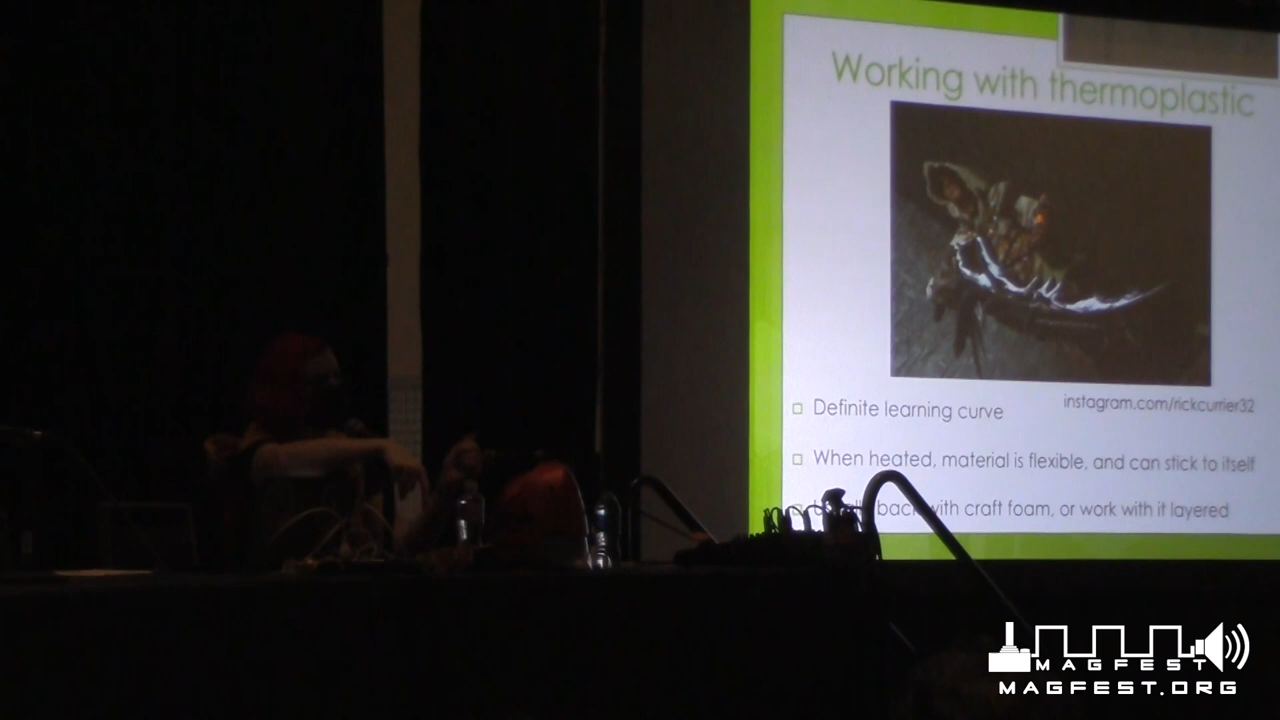 Working with thermoplastic
instagram.com/rickcurrier32
Definite learning curve
When heated, material is flexible, and can stick to itself
back with craft foam, or work with it layered
MAGFEST
MAGFEST.ORG